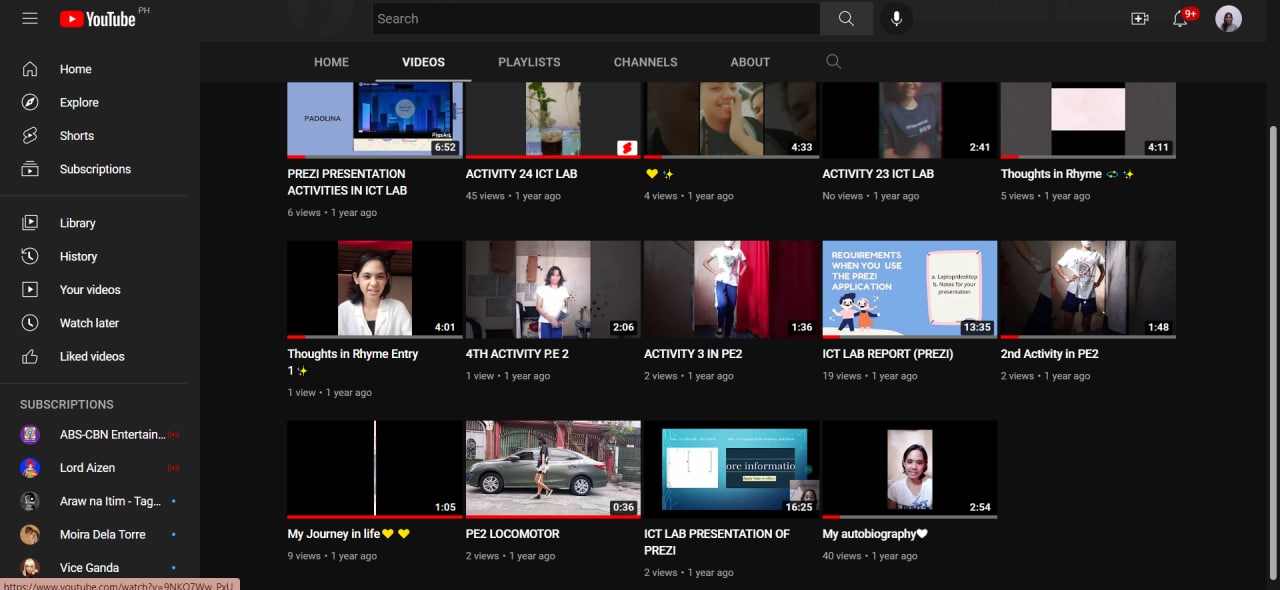 YouTube PH
Search
9+
HOME VIDEOS PLAYLISTS CHANNELS ABOUT
Home
Explore
Shorts
Subscriptions
Library
History
Your videos
Watch later
Liked videos
SUBSCRIPTIONS
ABS-CBN Entertain...
Lord Aizen
Araw na Itim - Tag...
Moira Dela Torre
Vice Ganda
PADOLINA
PicsArt
6:52
PREZI PRESENTATION
ACTIVITIES IN ICT LAB
6 views • 1 year ago
ACTIVITY 24 ICT LAB
45 views • 1 year ago
4:33
💛 ✨
4 views • 1 year ago
2:41
ACTIVITY 23 ICT LAB
No views • 1 year ago
4:11
Thoughts in Rhyme ✨
5 views • 1 year ago
4:01
Thoughts in Rhyme Entry
1 ✨
1 view • 1 year ago
2:06
4TH ACTIVITY P.E 2
1 view • 1 year ago
1:36
ACTIVITY 3 IN PE2
2 views • 1 year ago
REQUIREMENTS
WHEN YOU USE
THE PREZI
APPLICATION
a. Laptop/desktop
b. Notes for your
presentation
13:35
ICT LAB REPORT (PREZI)
19 views • 1 year ago
1:48
2nd Activity in PE2
2 views • 1 year ago
1:05
My Journey in life💛 💛
9 views • 1 year ago
0:36
PE2 LOCOMOTOR
2 views • 1 year ago
ore informatio
16:25
ICT LAB PRESENTATION OF
PREZI
2 views • 1 year ago
2:54
My autobiography🤍
40 views • 1 year ago
https://www.youtube.com/watch?v=9NKO7Ww_PxU